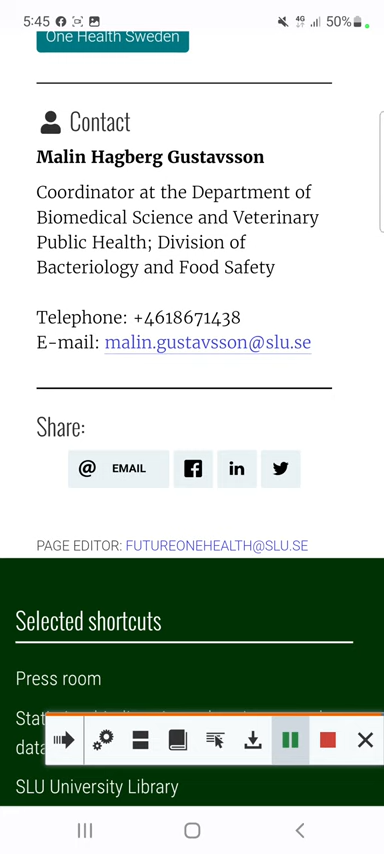 5:45
4G
50%
One Health Sweden
Contact
Malin Hagberg Gustavsson
Coordinator at the Department of
Biomedical Science and Veterinary
Public Health; Division of
Bacteriology and Food Safety
Telephone: +4618671438
E-mail: malin.gustavsson@slu.se
Share:
@ EMAIL
in
PAGE EDITOR: FUTUREONEHEALTH@SLU.SE
Selected shortcuts
Press room
SLU University Library